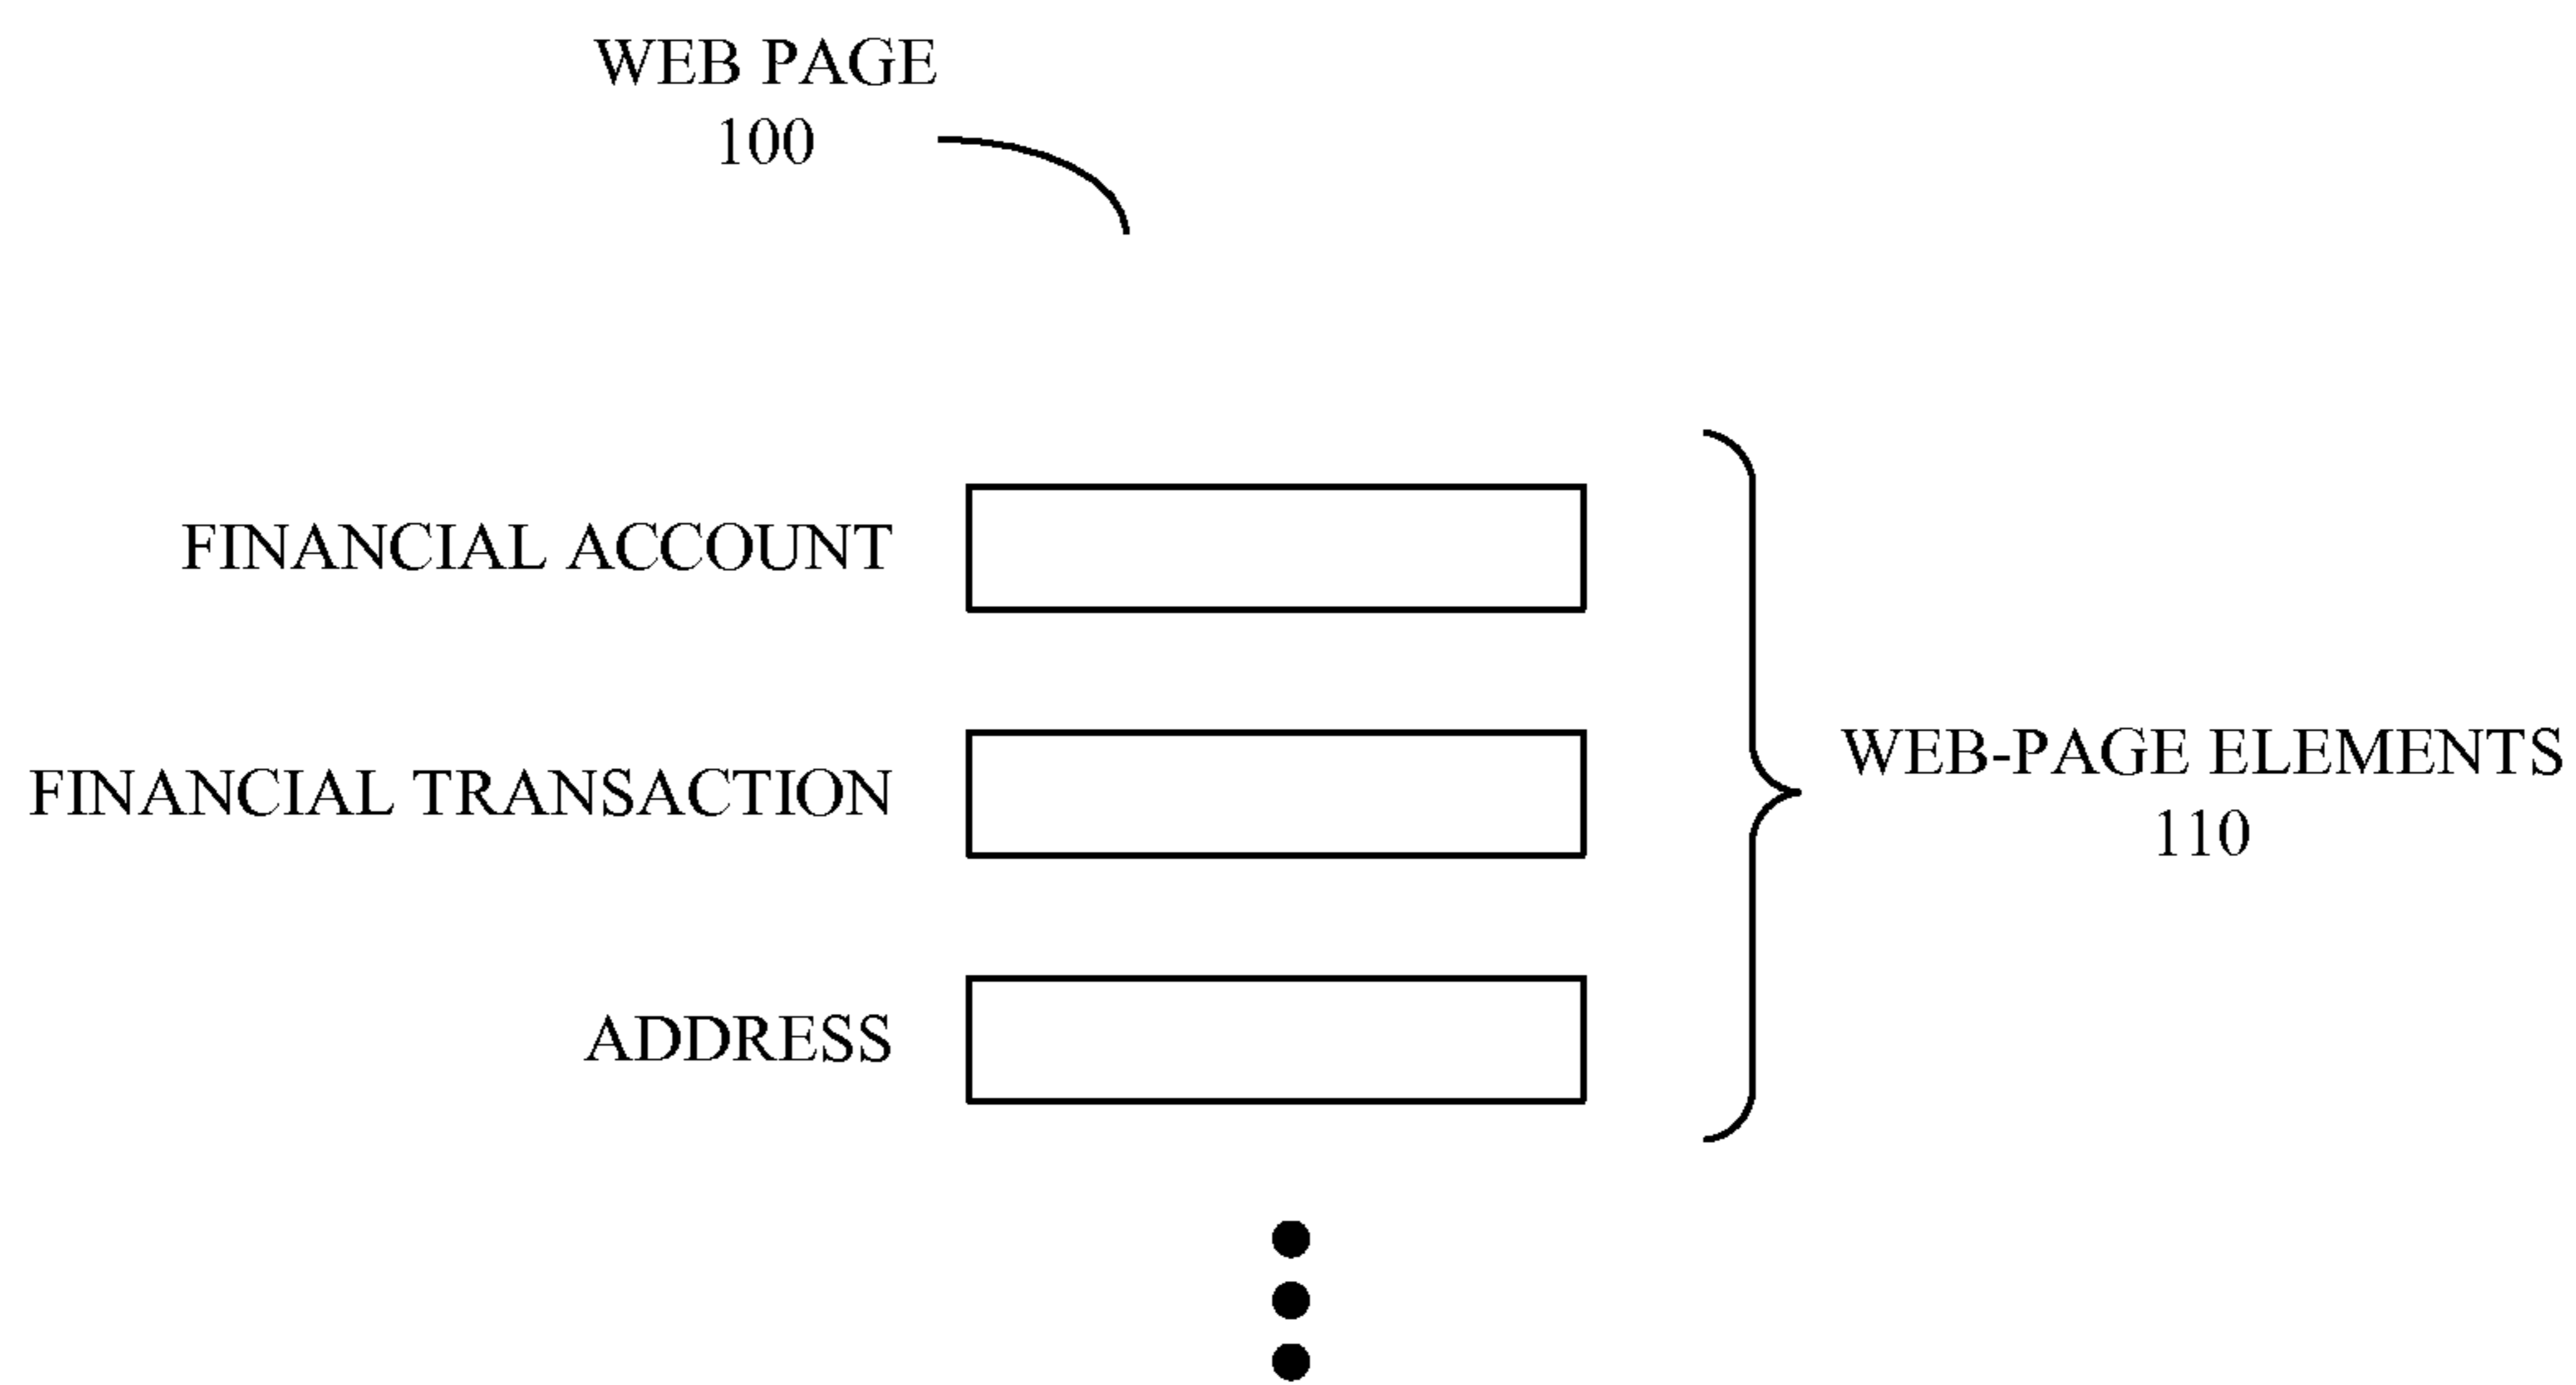 WEB PAGE
100
FINANCIAL ACCOUNT
FINANCIAL TRANSACTION
WEB-PAGE ELEMENTS
110
ADDRESS